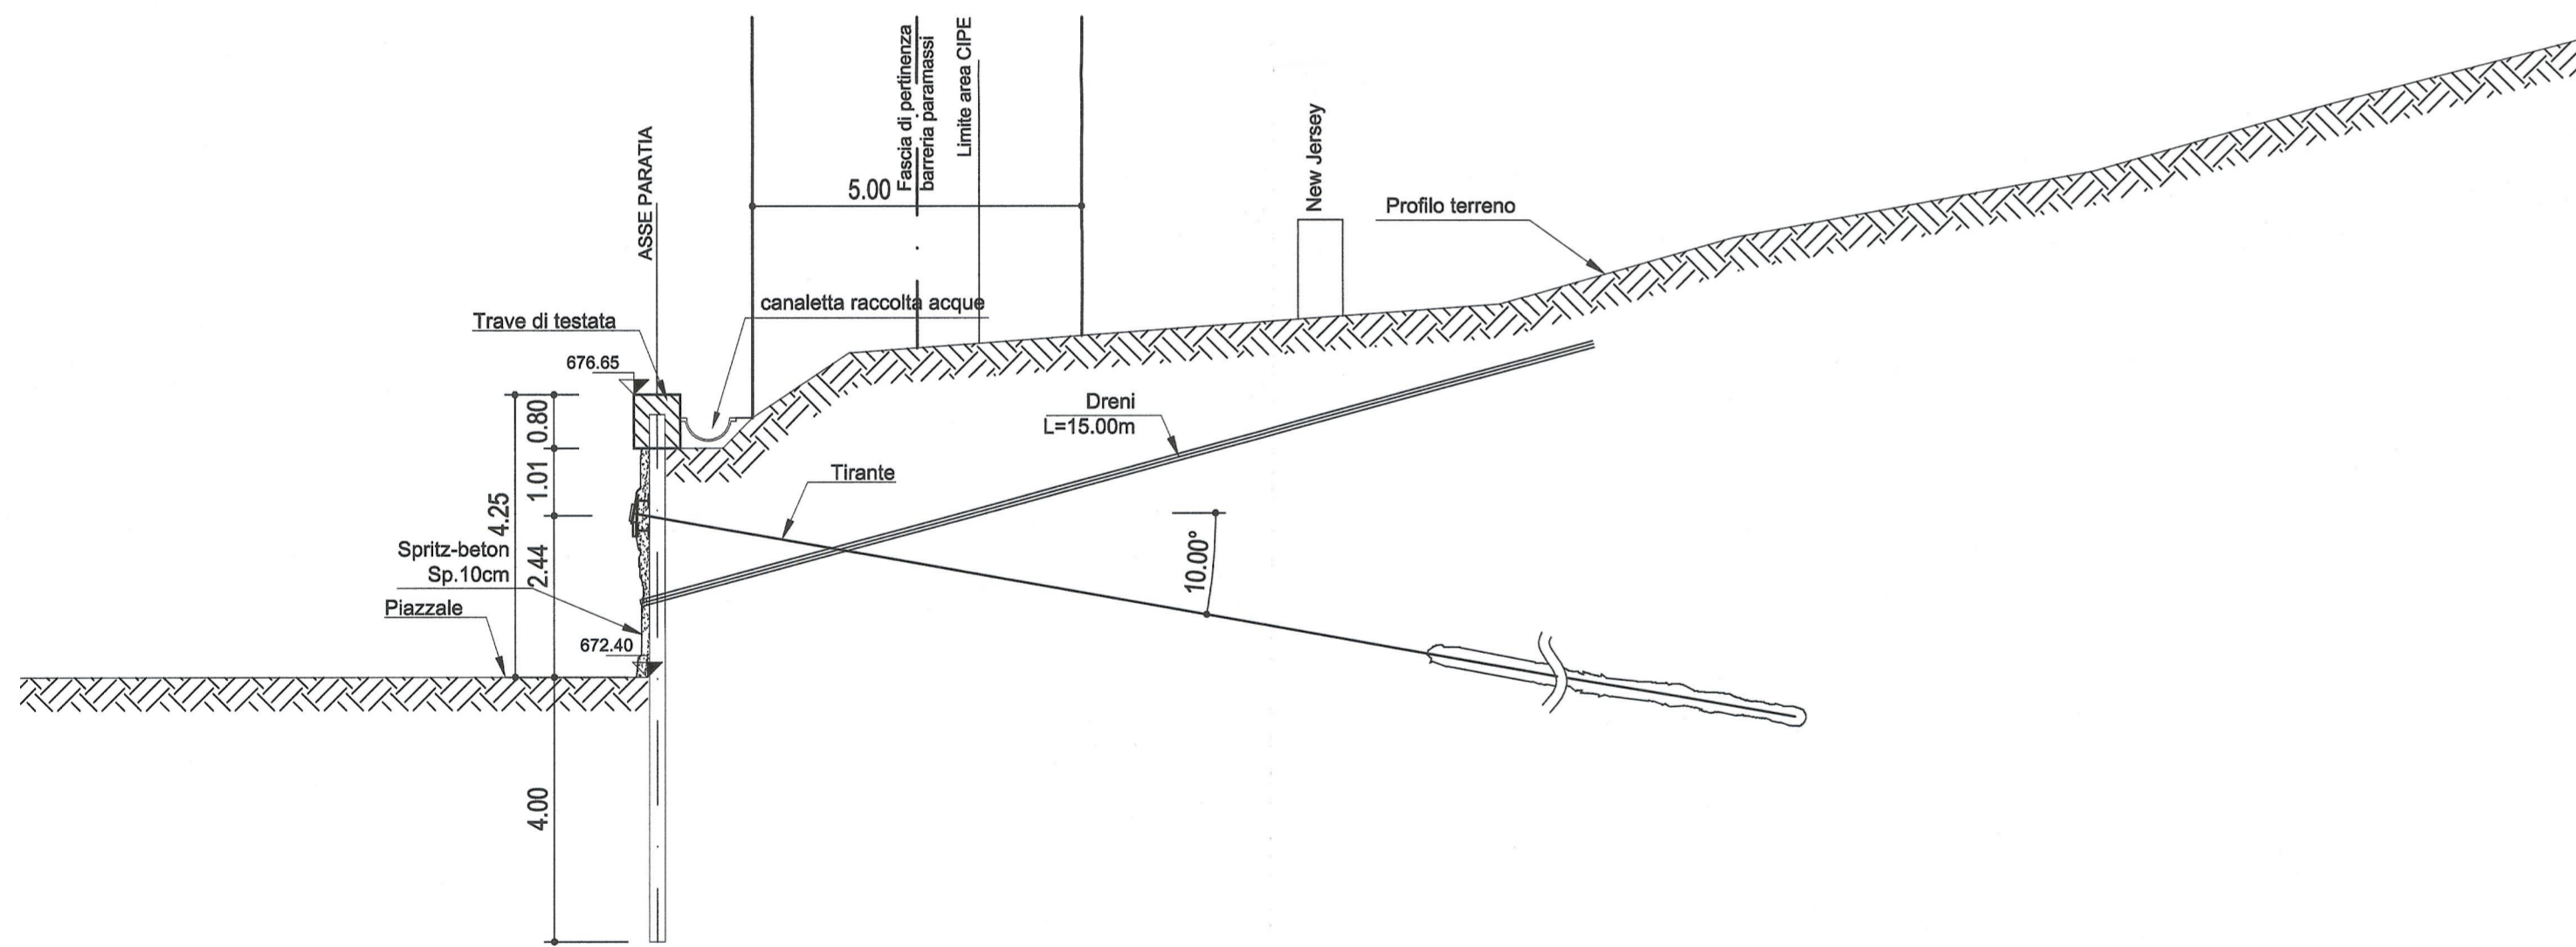 Fascia di pertinenza
barreria paramassi
Limite area CIPE
ASSE PARATIA
5.00
New Jersey
Profilo terreno
canaletta raccolta acque
Trave di testata
676.65
0.80
Dreni
L=15.00m
1.01
Tirante
4.25
Spritz-beton
Sp.10cm
2.44
10.00°
Piazzale
672.40
4.00